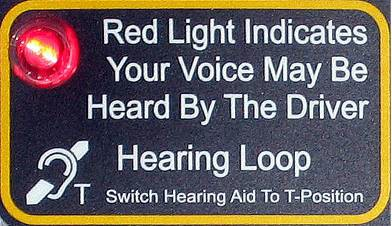 Red Light Indicates
Your Voice May Be
Heard By The Driver
Hearing Loop
T Switch Hearing Aid To T-Position